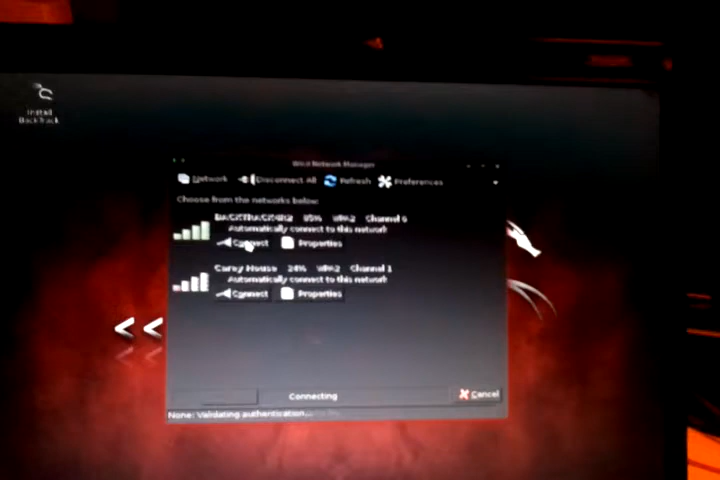 Install
BackTrack
Wicd Network Manager
Network Disconnect All Refresh Preferences
Choose from the networks below:
85% WPA2 Channel 6
Automatically connect to this network
Connect Properties
Carey House 24% WPA2 Channel 1
Automatically connect to this network
Connect Properties
<<
Connecting
Cancel
None: Validating authentication...